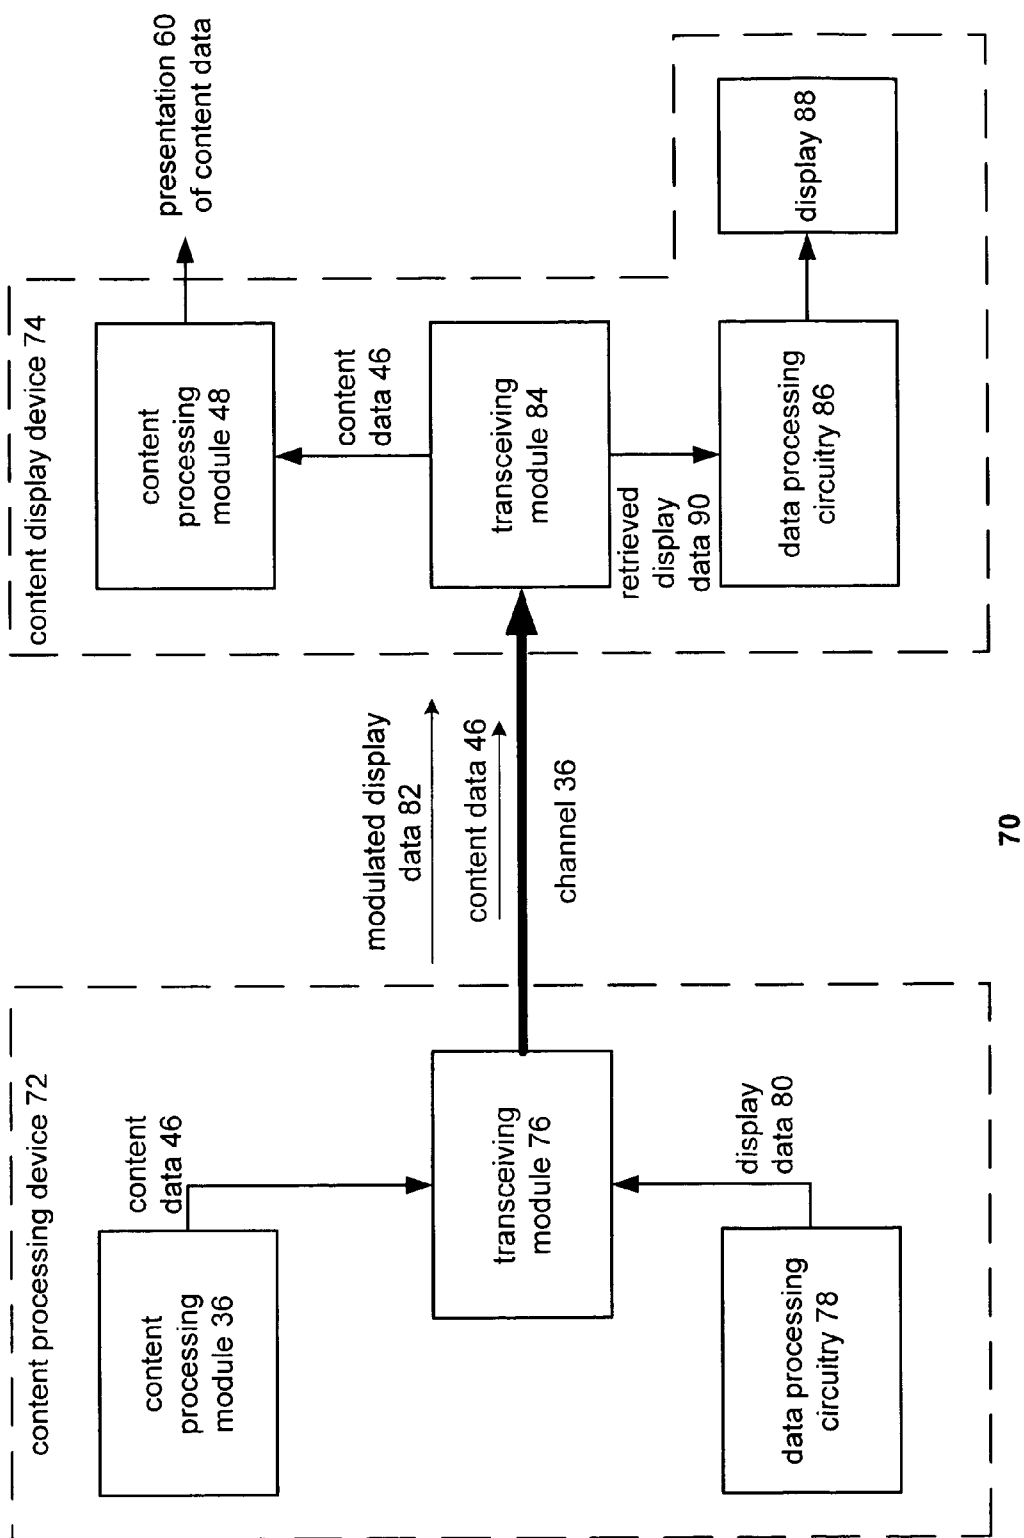 content processing device 72
content
processing
module 36
content
data 46
transceiving
module 76
data processing
circuitry 78
display
data 80
modulated display
data 82
content data 46
channel 36
content display device 74
content
processing
module 48
presentation 60
of content data
content
data 46
transceiving
module 84
retrieved
display
data 90
data processing
circuitry 86
display 88
70